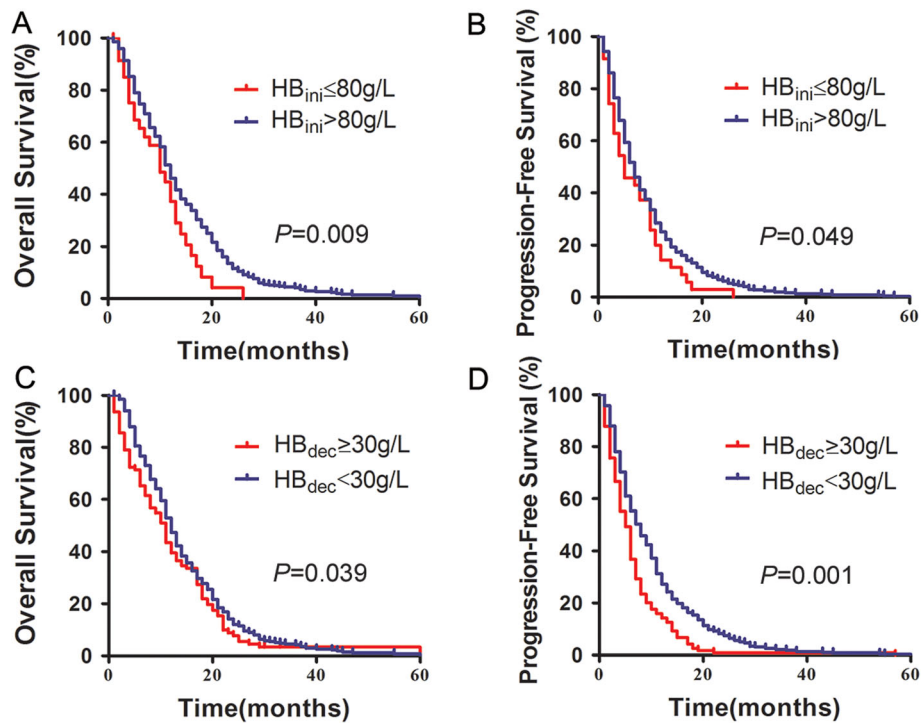 A
Overall Survival(%)
100
80
60
40
20
0
HBini≤80g/L
HBini>80g/L
P=0.009
0 20 40 60
Time(months)
B
Progression-Free Survival (%)
100
80
60
40
20
0
HBini≤80g/L
HBini>80g/L
P=0.049
0 20 40 60
Time(months)
C
Overall Survival(%)
100
80
60
40
20
0
HBdec≥30g/L
HBdec<30g/L
P=0.039
0 20 40 60
Time(months)
D
Progression-Free Survival (%)
100
80
60
40
20
0
HBdec≥30g/L
HBdec<30g/L
P=0.001
0 20 40 60
Time(months)